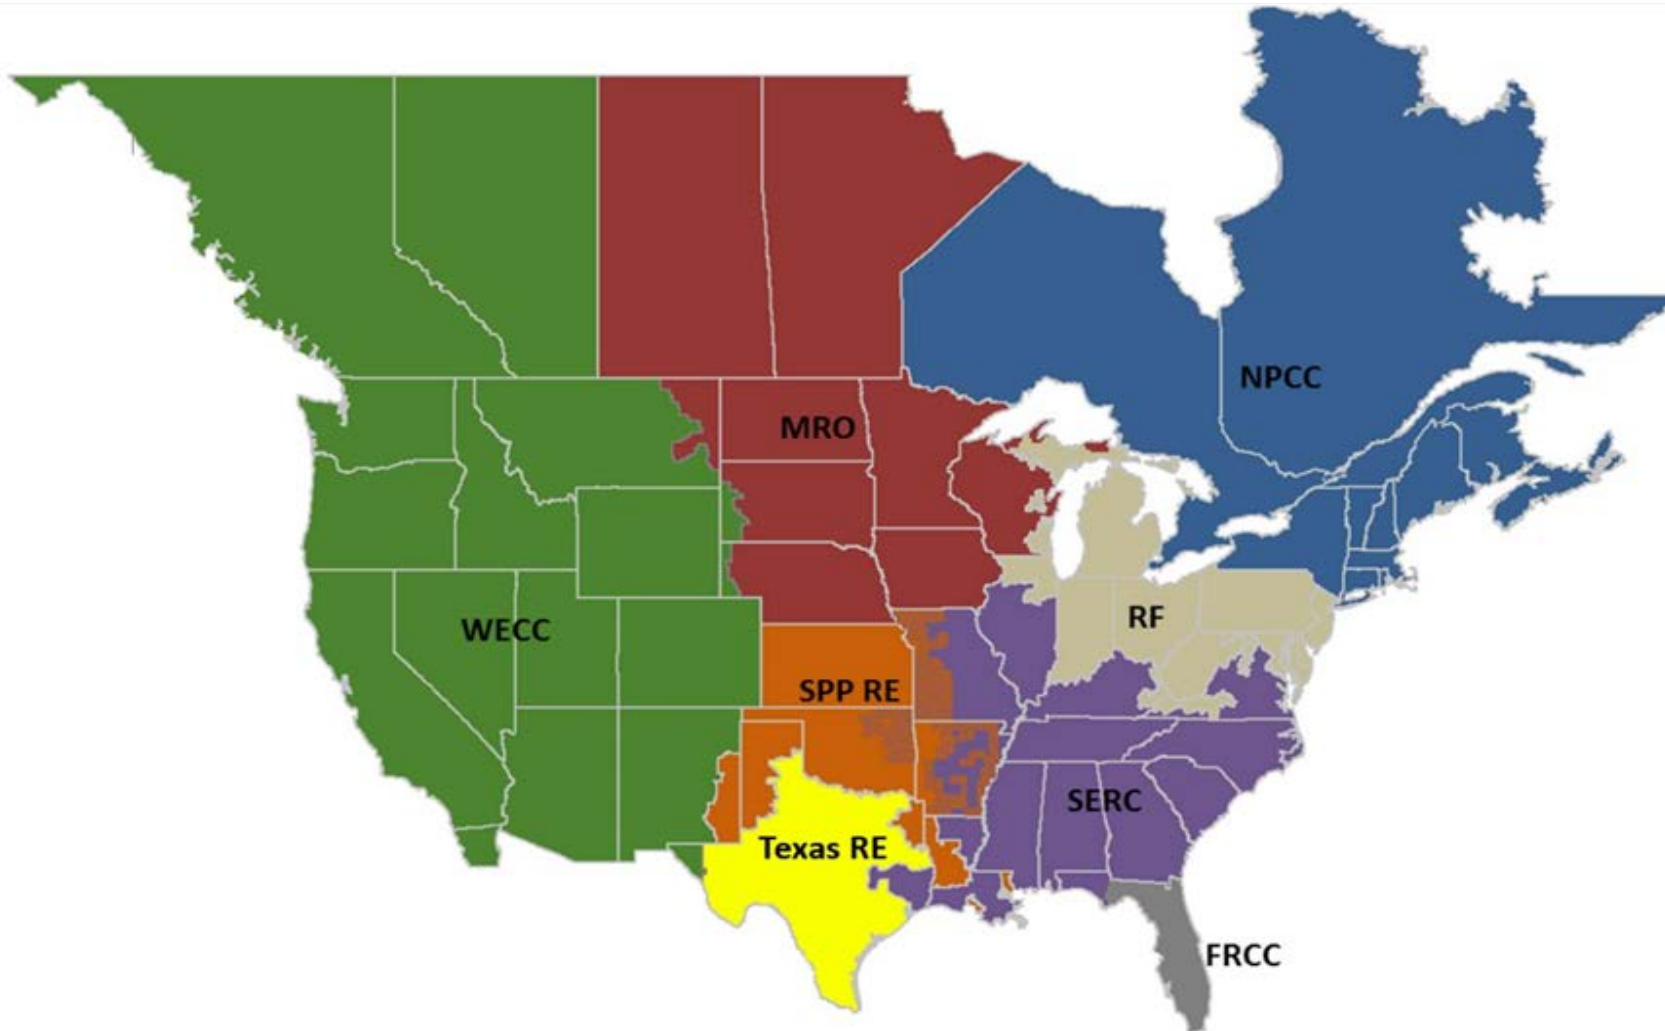 NPCC
MRO
RF
WECC
SPP RE
SERC
Texas RE
FRCC